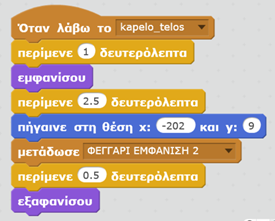 Όταν λάβω το kapelo_telos
περίμενε 1 δευτερόλεπτα
εμφανίσου
περίμενε 2.5 δευτερόλεπτα
πήγαινε στη θέση x: -202 και y: 9
μετάδωσε ΦΕΓΓΑΡΙ ΕΜΦΑΝΙΣΗ 2
περίμενε 0.5 δευτερόλεπτα
εξαφανίσου